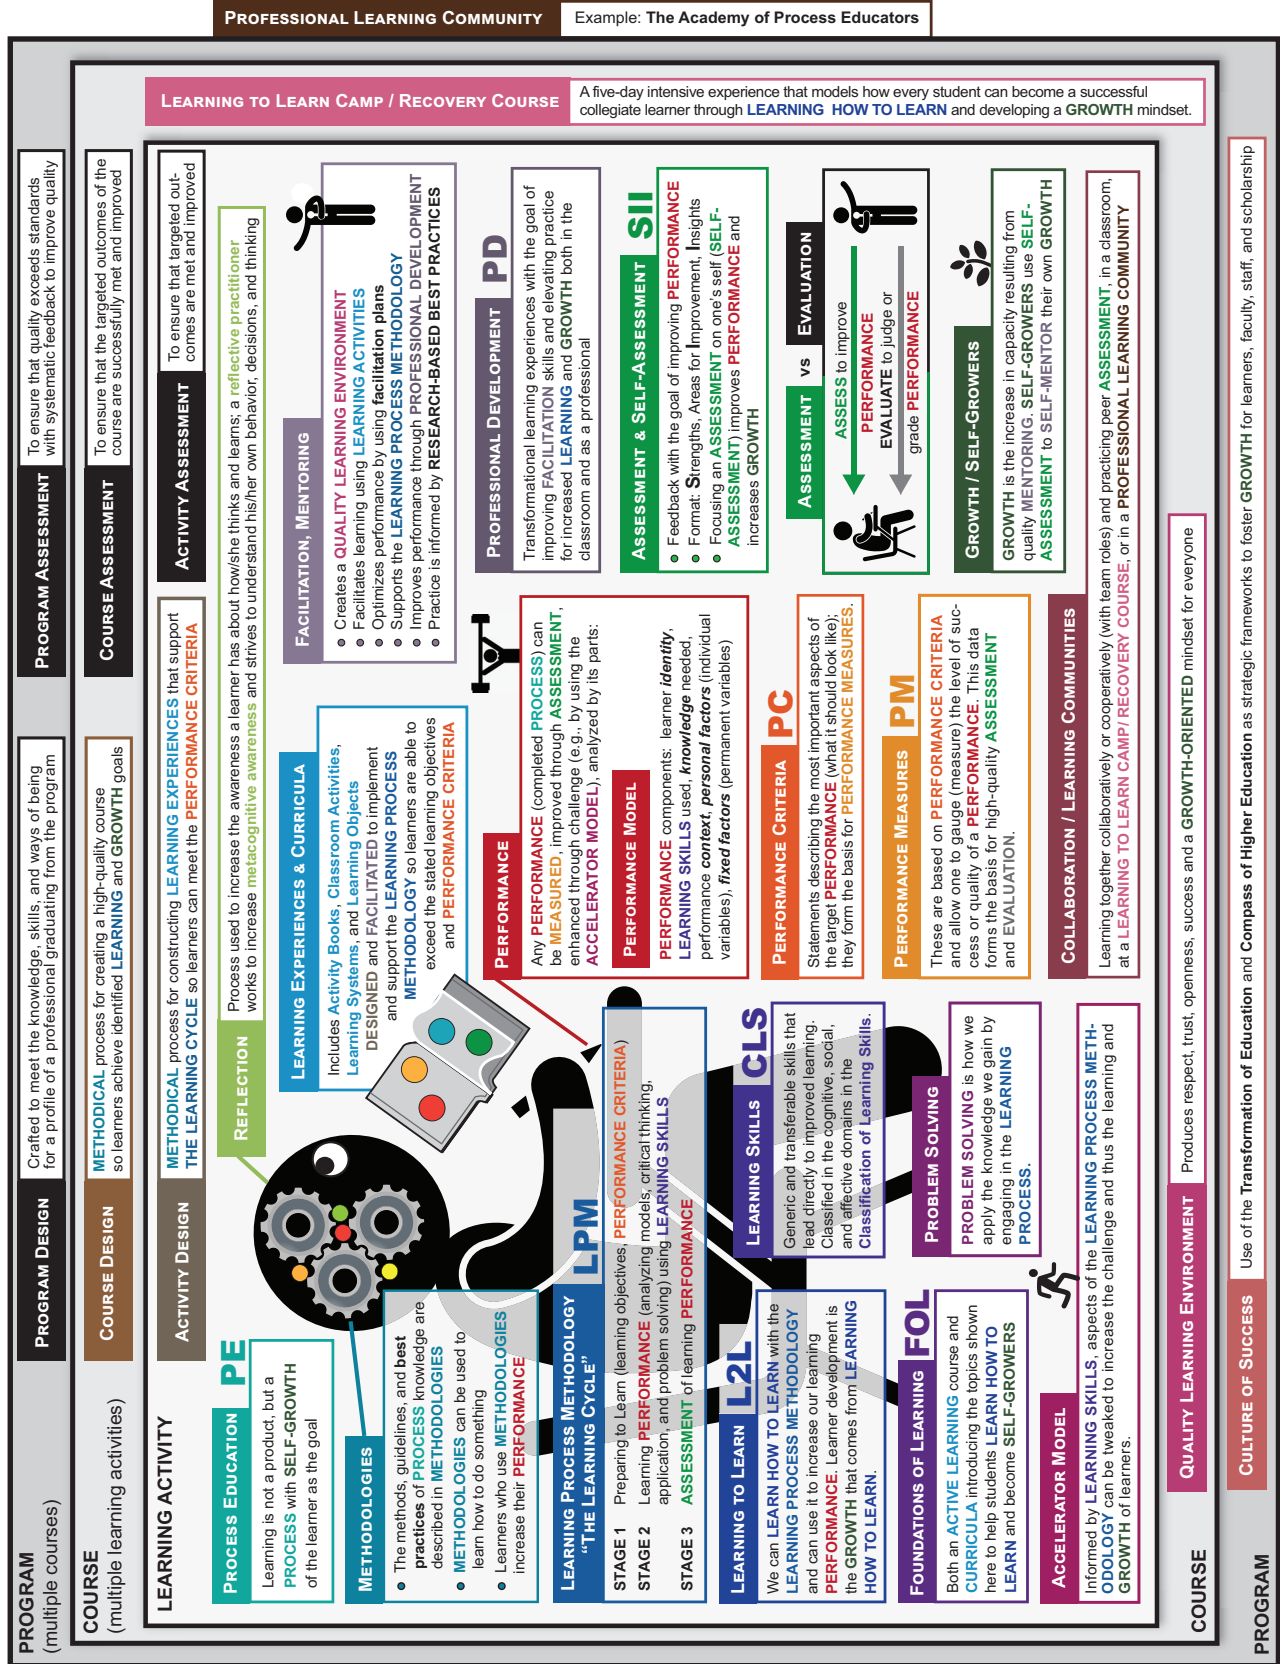 PROFESSIONAL LEARNING COMMUNITY
Example: The Academy of Process Educators
LEARNING TO LEARN CAMP / RECOVERY COURSE
A five-day intensive experience that models how every student can become a successful
collegiate learner through LEARNING HOW TO LEARN and developing a GROWTH mindset.
PROGRAM
(multiple courses)
PROGRAM DESIGN
Crafted to meet the knowledge, skills, and ways of being
for a profile of a professional graduating from the program
PROGRAM ASSESSMENT
To ensure that quality exceeds standards
with systematic feedback to improve quality
COURSE
(multiple learning activities)
COURSE DESIGN
METHODICAL process for creating a high-quality course
so learners achieve identified LEARNING and GROWTH goals
COURSE ASSESSMENT
To ensure that the targeted outcomes of the
course are successfully met and improved
LEARNING ACTIVITY
ACTIVITY DESIGN
METHODICAL process for constructing LEARNING EXPERIENCES that support
THE LEARNING CYCLE so learners can meet the PERFORMANCE CRITERIA
ACTIVITY ASSESSMENT
To ensure that targeted out-
comes are met and improved
PROCESS EDUCATION PE
Learning is not a product, but a
PROCESS with SELF-GROWTH
of the learner as the goal
REFLECTION
Process used to increase the awareness a learner has about how/she thinks and learns; a reflective practitioner
works to increase metacognitive awareness and strives to understand his/her own behavior, decisions, and thinking
METHODOLOGIES
• The methods, guidelines, and best
practices of PROCESS knowledge are
described in METHODOLOGIES
• METHODOLOGIES can be used to
learn how to do something
• Learners who use METHODOLOGIES
increase their PERFORMANCE
LEARNING EXPERIENCES & CURRICULA
Includes Activity Books, Classroom Activities,
Learning Systems, and Learning Objects
DESIGNED and FACILITATED to implement
and support the LEARNING PROCESS
METHODOLOGY so learners are able to
exceed the stated learning objectives
and PERFORMANCE CRITERIA
FACILITATION, MENTORING
• Creates a QUALITY LEARNING ENVIRONMENT
• Facilitates learning using LEARNING ACTIVITIES
• Optimizes performance by using facilitation plans
• Supports the LEARNING PROCESS METHODOLOGY
• Improves performance through PROFESSIONAL DEVELOPMENT
• Practice is informed by RESEARCH-BASED BEST PRACTICES
PROFESSIONAL DEVELOPMENT PD
Transformational learning experiences with the goal of
improving FACILITATION skills and elevating practice
for increased LEARNING and GROWTH both in the
classroom and as a professional
LEARNING PROCESS METHODOLOGY
"THE LEARNING CYCLE"
LPM
STAGE 1 Preparing to Learn (learning objectives, PERFORMANCE CRITERIA)
STAGE 2 Learning PERFORMANCE (analyzing models, critical thinking,
application, and problem solving) using LEARNING SKILLS
STAGE 3 ASSESSMENT of learning PERFORMANCE
PERFORMANCE
Any PERFORMANCE (completed PROCESS) can
be MEASURED, improved through ASSESSMENT,
enhanced through challenge (e.g., by using the
ACCELERATOR MODEL), analyzed by its parts:
PERFORMANCE MODEL
PERFORMANCE components: learner identity,
LEARNING SKILLS used, knowledge needed,
performance context, personal factors (individual
variables), fixed factors (permanent variables)
ASSESSMENT & SELF-ASSESSMENT SII
• Feedback with the goal of improving PERFORMANCE
• Format: Strengths, Areas for Improvement, Insights
• Focusing an ASSESSMENT on one's self (SELF-
ASSESSMENT) improves PERFORMANCE and
increases GROWTH
LEARNING TO LEARN L2L
We can LEARN HOW TO LEARN with the
LEARNING PROCESS METHODOLOGY
and can use it to increase our learning
PERFORMANCE. Learner development is
the GROWTH that comes from LEARNING
HOW TO LEARN.
LEARNING SKILLS CLS
Generic and transferable skills that
lead directly to improved learning.
Classified in the cognitive, social,
and affective domains in the
Classification of Learning Skills.
PERFORMANCE CRITERIA PC
Statements describing the most important aspects of
the target PERFORMANCE (what it should look like);
they form the basis for PERFORMANCE MEASURES.
ASSESSMENT VS EVALUATION
ASSESS to improve
PERFORMANCE
EVALUATE to judge or
grade PERFORMANCE
FOUNDATIONS OF LEARNING FOL
Both an ACTIVE LEARNING course and
CURRICULA introducing the topics shown
here to help students LEARN HOW TO
LEARN and become SELF-GROWERS
PROBLEM SOLVING
PROBLEM SOLVING is how we
apply the knowledge we gain by
engaging in the LEARNING
PROCESS.
PERFORMANCE MEASURES PM
These are based on PERFORMANCE CRITERIA
and allow one to gauge (measure) the level of suc-
cess or quality of a PERFORMANCE. This data
forms the basis for high-quality ASSESSMENT
and EVALUATION.
GROWTH / SELF-GROWERS
GROWTH is the increase in capacity resulting from
quality MENTORING. SELF-GROWERS use SELF-
ASSESSMENT to SELF-MENTOR their own GROWTH
ACCELERATOR MODEL
Informed by LEARNING SKILLS, aspects of the LEARNING PROCESS METH-
ODOLOGY can be tweaked to increase the challenge and thus the learning and
GROWTH of learners.
COLLABORATION / LEARNING COMMUNITIES
Learning together collaboratively or cooperatively (with team roles) and practicing peer ASSESSMENT, in a classroom,
at a LEARNING TO LEARN CAMP/ RECOVERY COURSE, or in a PROFESSIONAL LEARNING COMMUNITY
COURSE
QUALITY LEARNING ENVIRONMENT
Produces respect, trust, openness, success and a GROWTH-ORIENTED mindset for everyone
PROGRAM
CULTURE OF SUCCESS
Use of the Transformation of Education and Compass of Higher Education as strategic frameworks to foster GROWTH for learners, faculty, staff, and scholarship